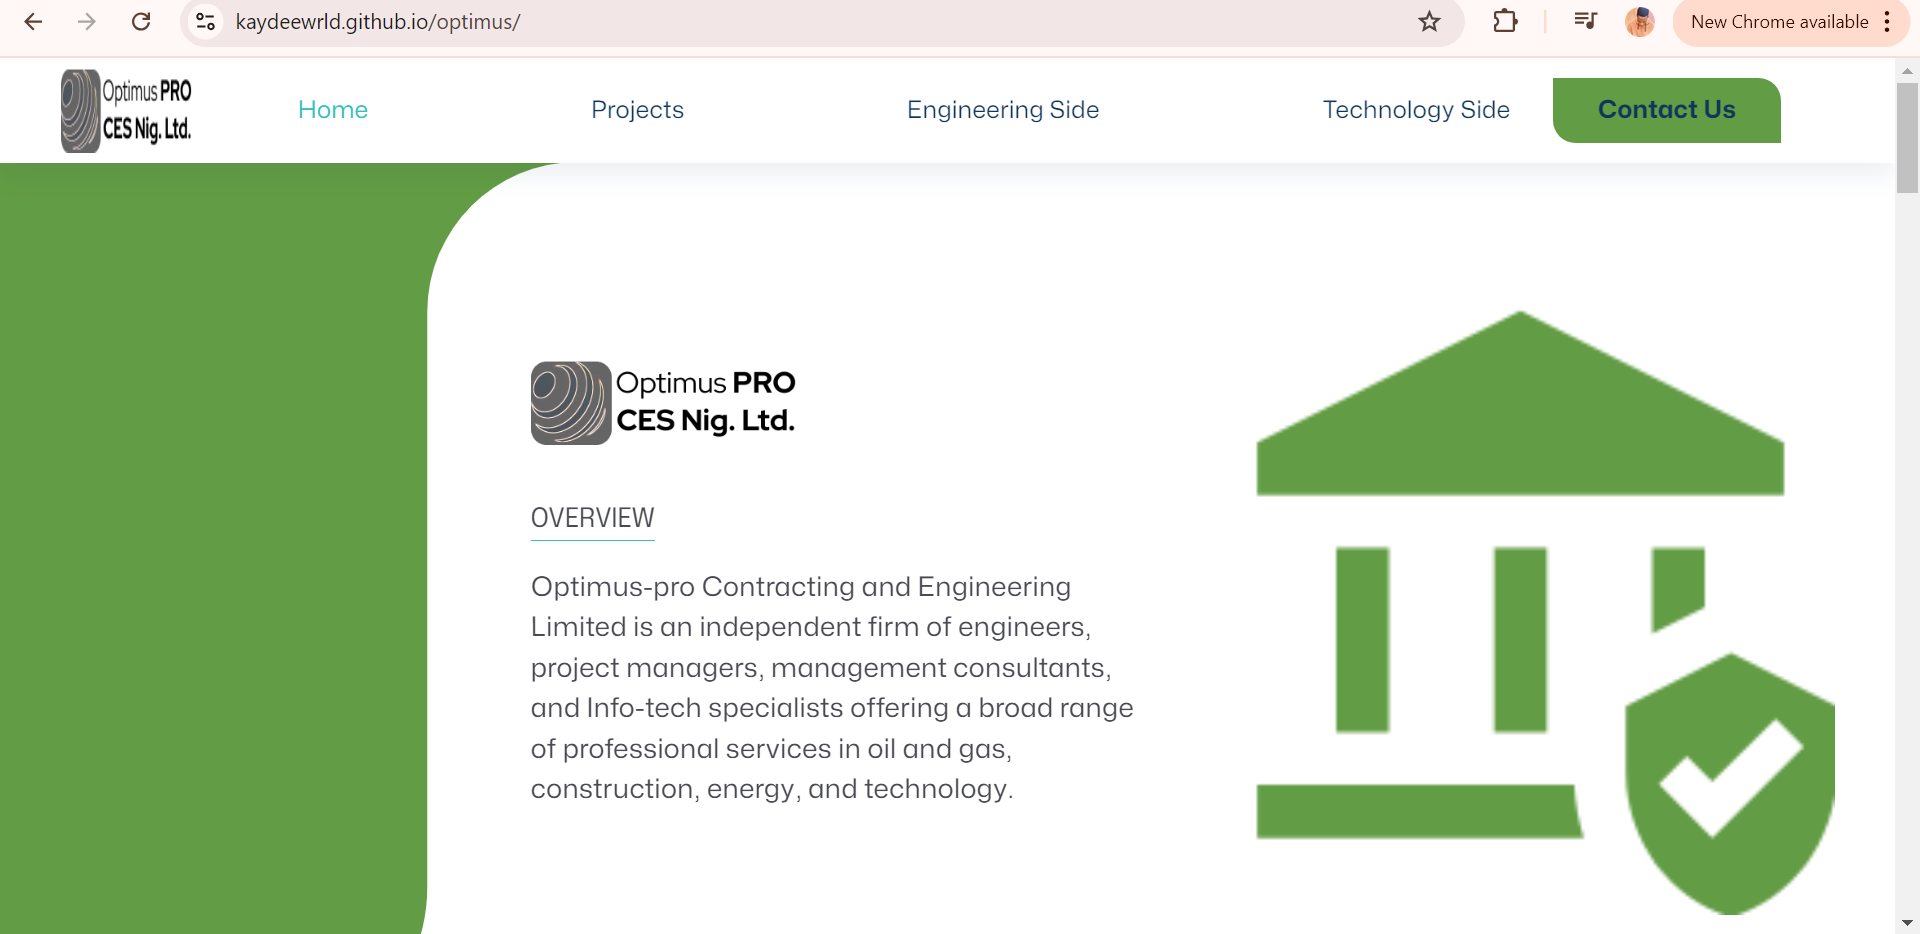 kaydeewrld.github.io/optimus/
New Chrome available
Optimus PRO
CES Nig. Ltd.
Home
Projects
Engineering Side
Technology Side
Contact Us
Optimus PRO
CES Nig. Ltd.
OVERVIEW
Optimus-pro Contracting and Engineering
Limited is an independent firm of engineers,
project managers, management consultants,
and Info-tech specialists offering a broad range
of professional services in oil and gas,
construction, energy, and technology.